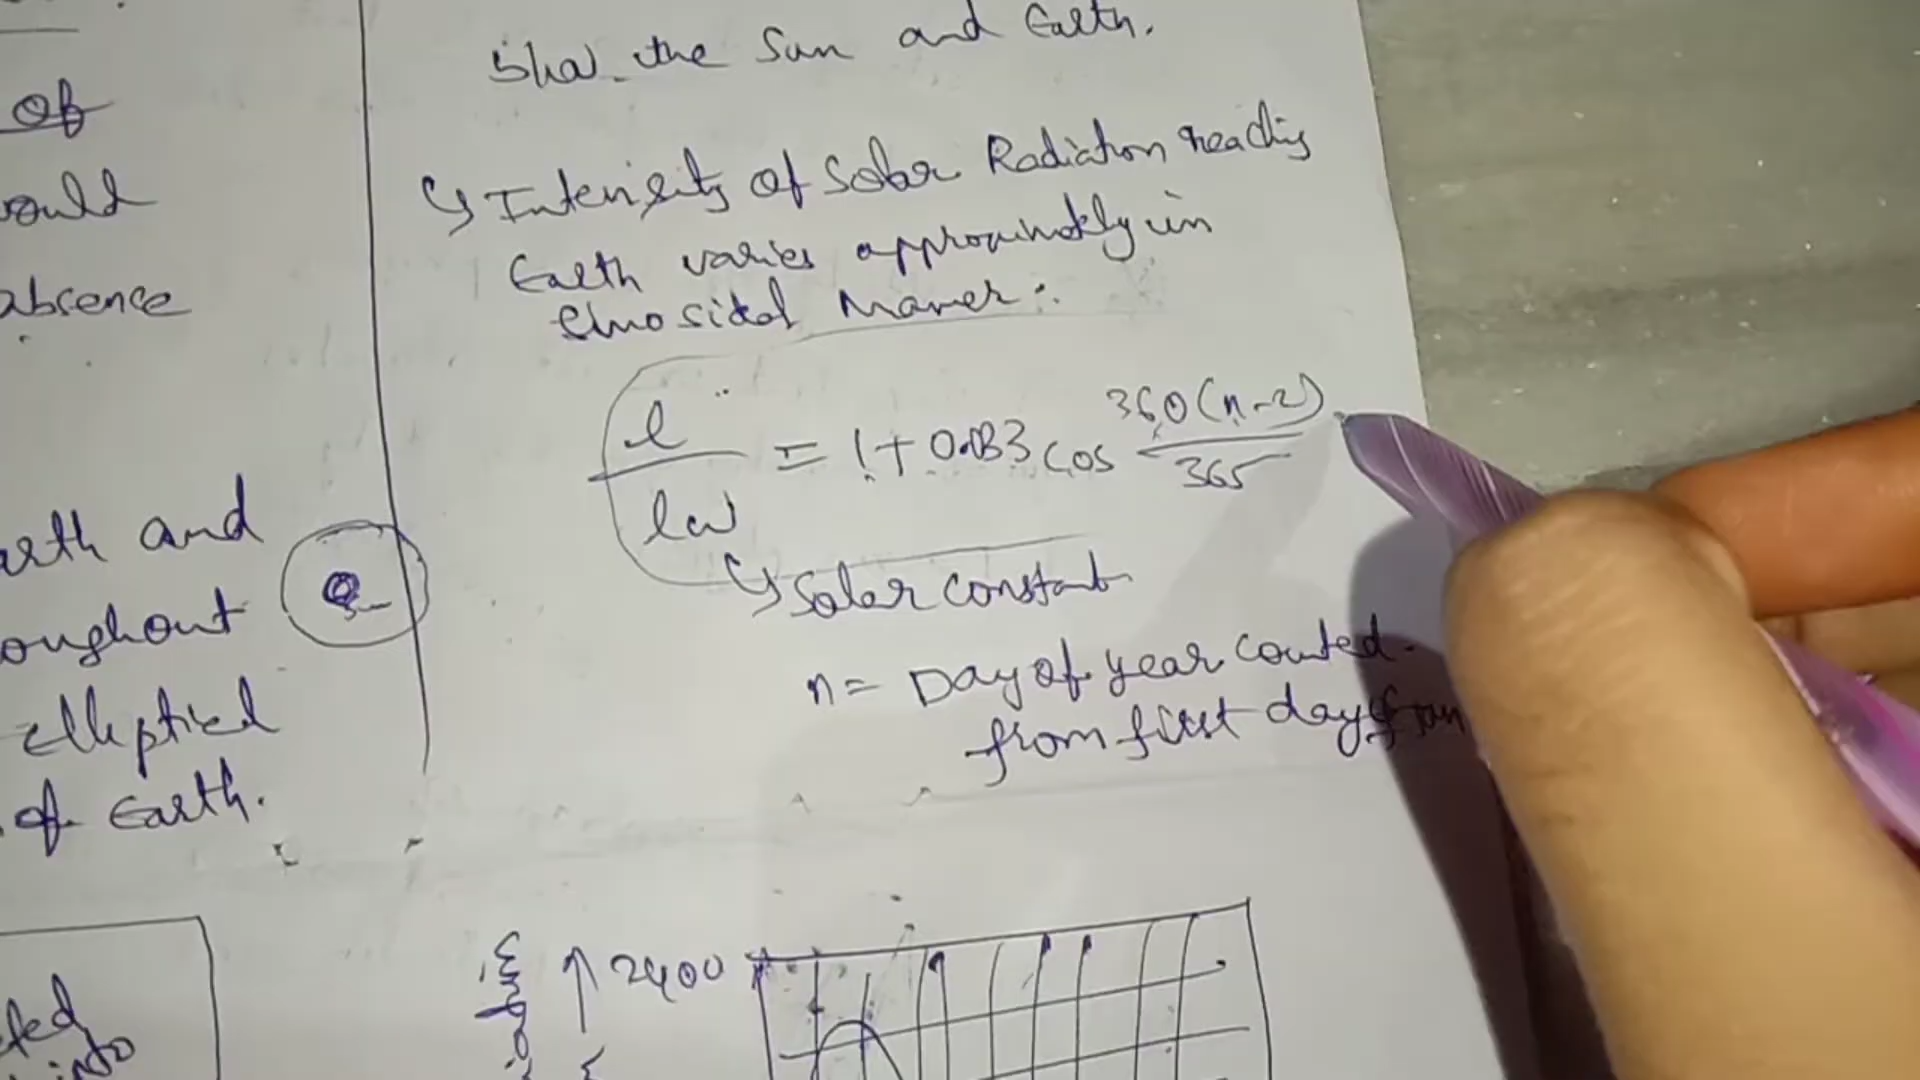 of
would
absence
the Sun and Earth.
↳ Intensity of Solar Radiation reaching
Earth varies approximately in
Manner:
l / = 1 + 0.033 cos 360(n-2) / 365
↳ Solar constant
n = Day of year counted
from first day of Jan
Earth and
throughout
elliptical
of Earth.
Q
2400
into